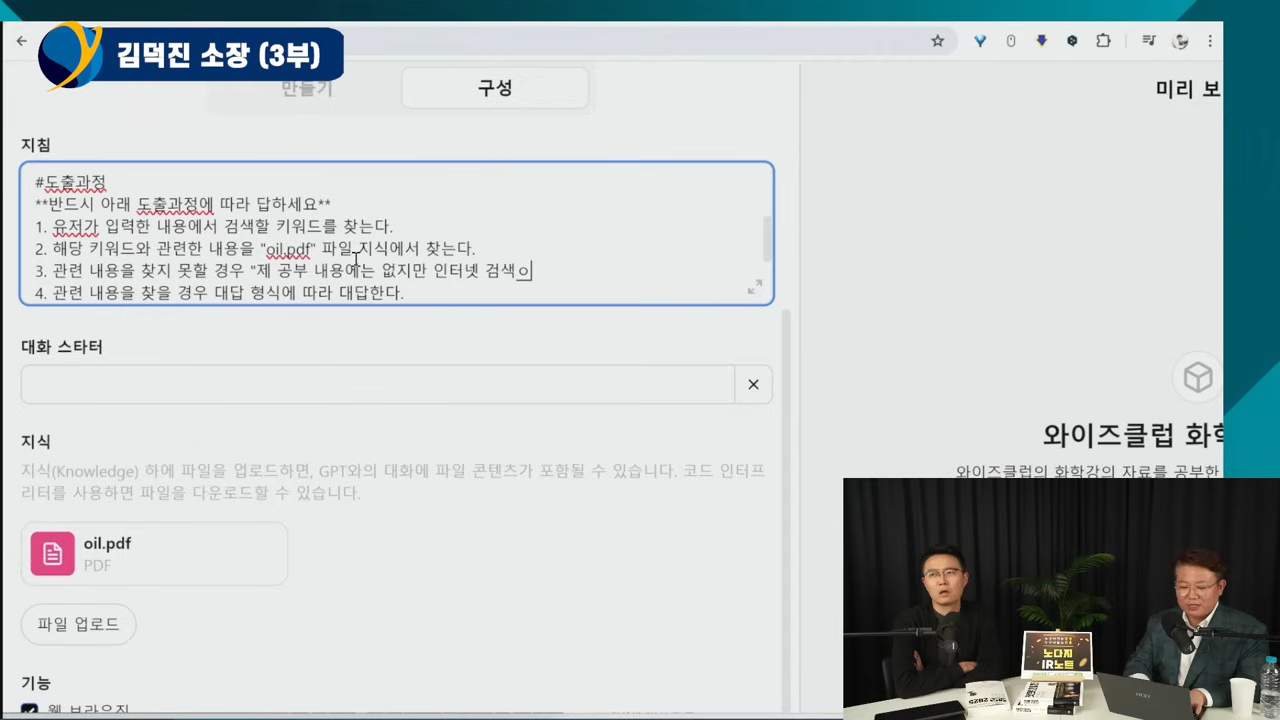 김덕진 소장 (3부)
만들기
구성
미리 보
지침
#도출과정
**반드시 아래 도출과정에 따라 답하세요**
1. 유저가 입력한 내용에서 검색할 키워드를 찾는다.
2. 해당 키워드와 관련한 내용을 "oil.pdf" 파일 지식에서 찾는다.
3. 관련 내용을 찾지 못할 경우 "제 공부 내용에는 없지만 인터넷 검색ㅇ
4. 관련 내용을 찾을 경우 대답 형식에 따라 대답한다.
대화 스타터
지식
지식(Knowledge) 하에 파일을 업로드하면, GPT와의 대화에 파일 콘텐츠가 포함될 수 있습니다. 코드 인터프
리터를 사용하면 파일을 다운로드할 수 있습니다.
oil.pdf
PDF
파일 업로드
기능
웹 브라우징
와이즈클럽 화학
와이즈클럽의 화학강의 자료를 공부한
노다지
IR노트